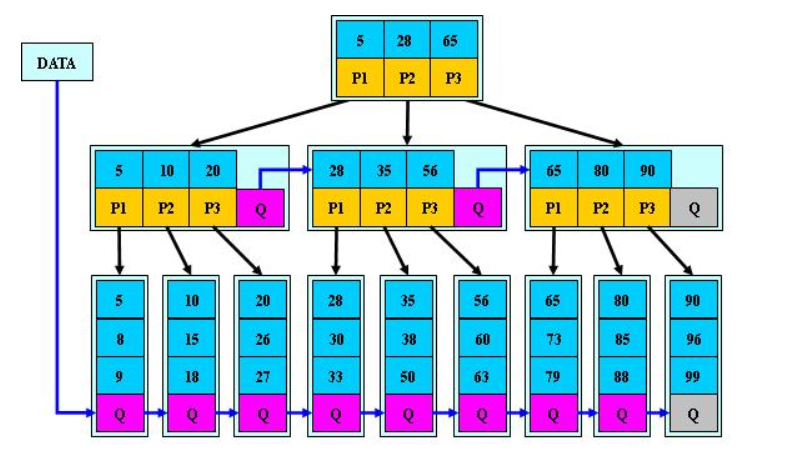 5 28 65
DATA
P1 P2 P3
5 10 20 28 35 56 65 80 90
P1 P2 P3 Q P1 P2 P3 Q P1 P2 P3 Q
5 10 20 28 35 56 65 80 90
8 15 26 30 38 60 73 85 96
9 18 27 33 50 63 79 88 99
Q Q Q Q Q Q Q Q Q